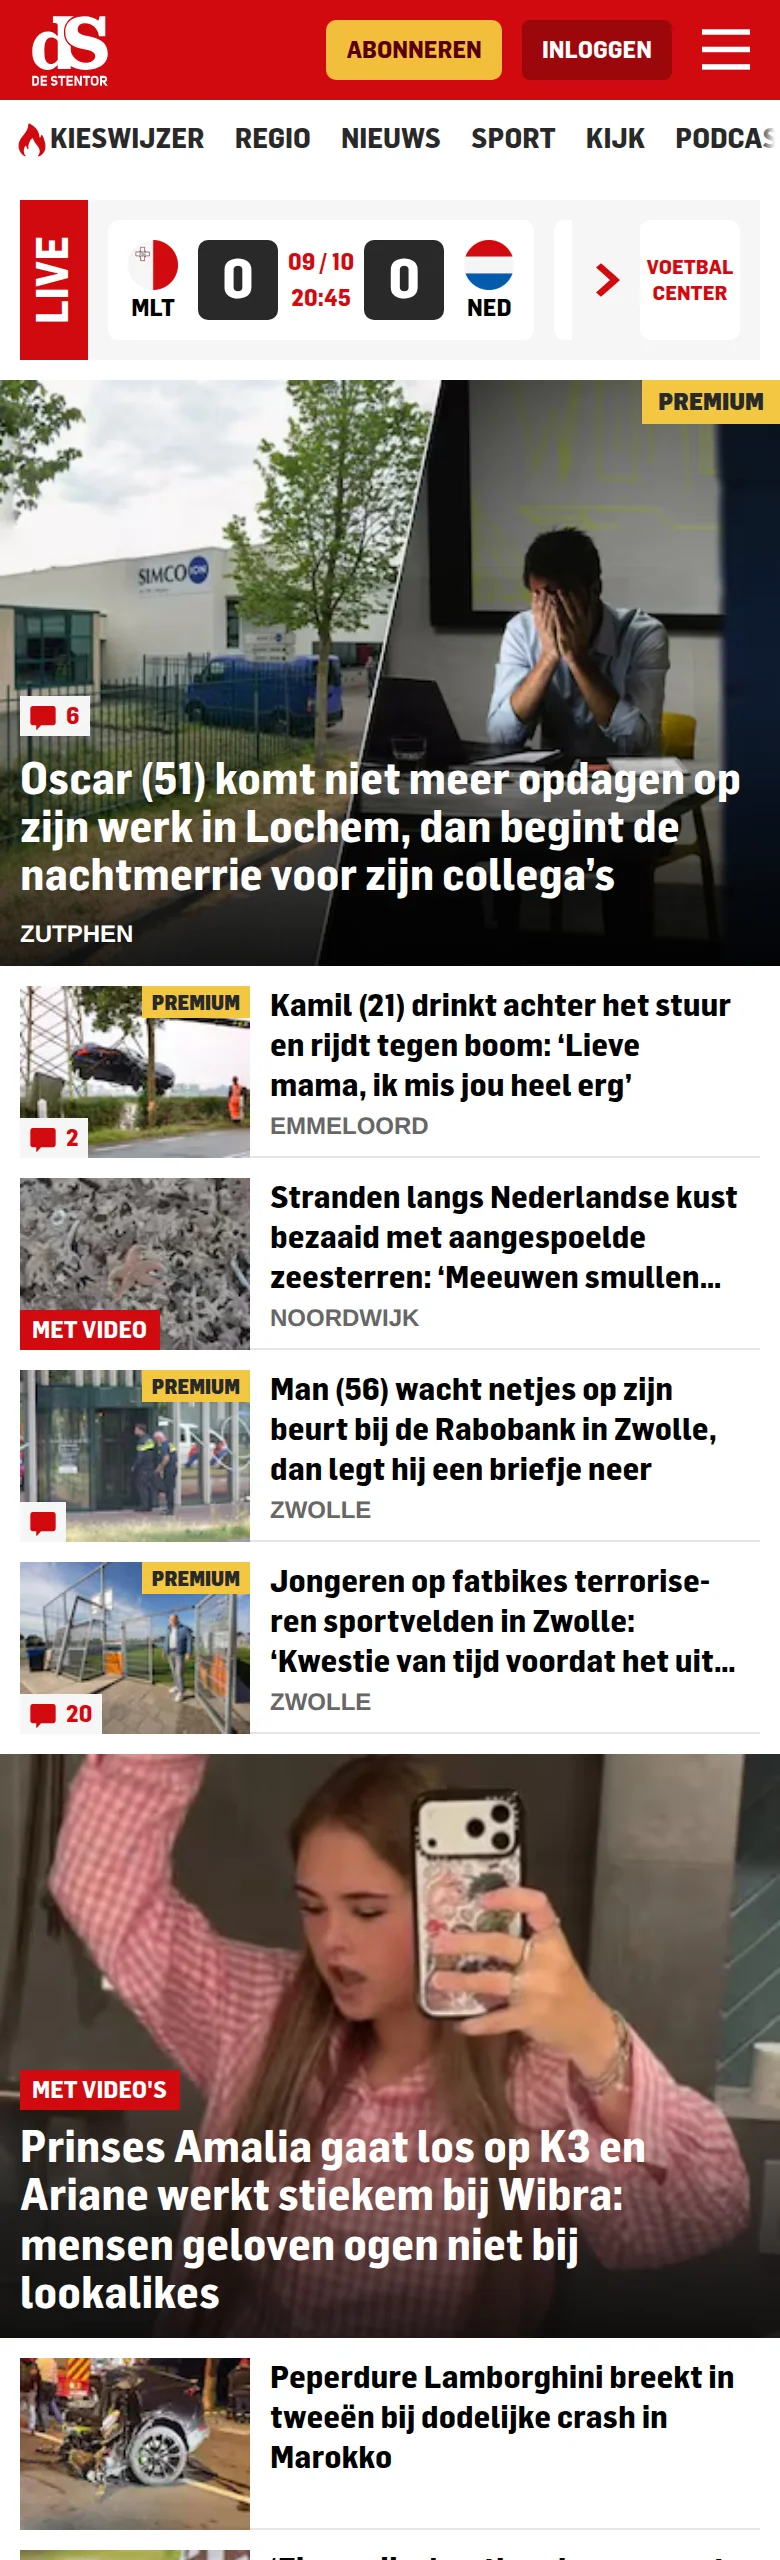 dS
DE STENTOR
ABONNEREN
INLOGGEN
KIESWIJZER REGIO NIEUWS SPORT KIJK PODCAS
LIVE
MLT
0
09 / 10
20:45
0
NED
VOETBAL
CENTER
PREMIUM
SIMCO ION
6
Oscar (51) komt niet meer opdagen op
zijn werk in Lochem, dan begint de
nachtmerrie voor zijn collega’s
ZUTPHEN
PREMIUM
2
Kamil (21) drinkt achter het stuur
en rijdt tegen boom: ‘Lieve
mama, ik mis jou heel erg’
EMMELOORD
MET VIDEO
Stranden langs Nederlandse kust
bezaaid met aangespoelde
zeesterren: ‘Meeuwen smullen...
NOORDWIJK
PREMIUM
Man (56) wacht netjes op zijn
beurt bij de Rabobank in Zwolle,
dan legt hij een briefje neer
ZWOLLE
PREMIUM
20
Jongeren op fatbikes terrorise-
ren sportvelden in Zwolle:
‘Kwestie van tijd voordat het uit...
ZWOLLE
MET VIDEO'S
Prinses Amalia gaat los op K3 en
Ariane werkt stiekem bij Wibra:
mensen geloven ogen niet bij
lookalikes
Peperdure Lamborghini breekt in
tweeën bij dodelijke crash in
Marokko